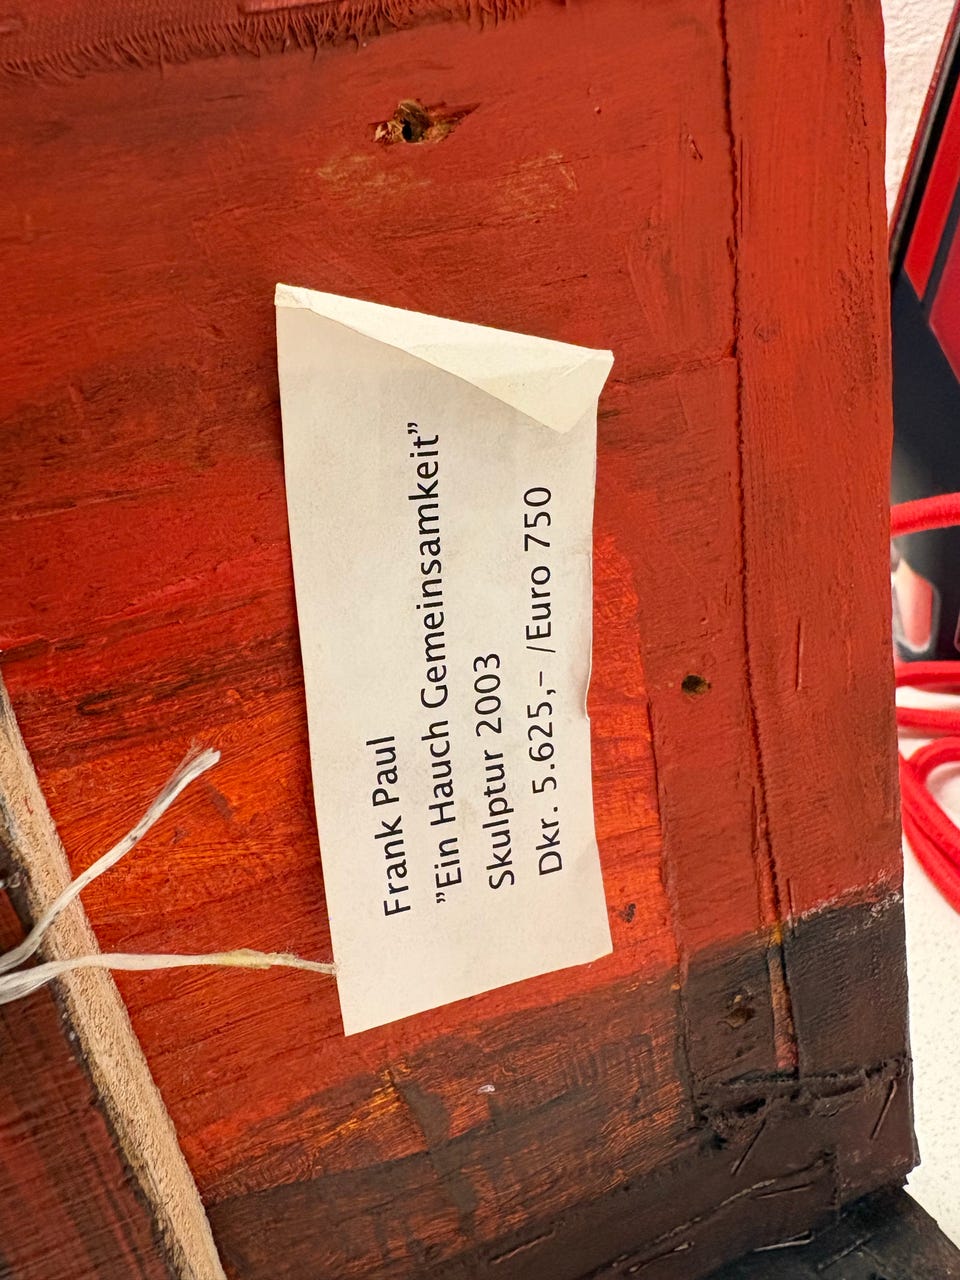 Frank Paul
”Ein Hauch Gemeinsamkeit”
Skulptur 2003
Dkr. 5.625,- /Euro 750